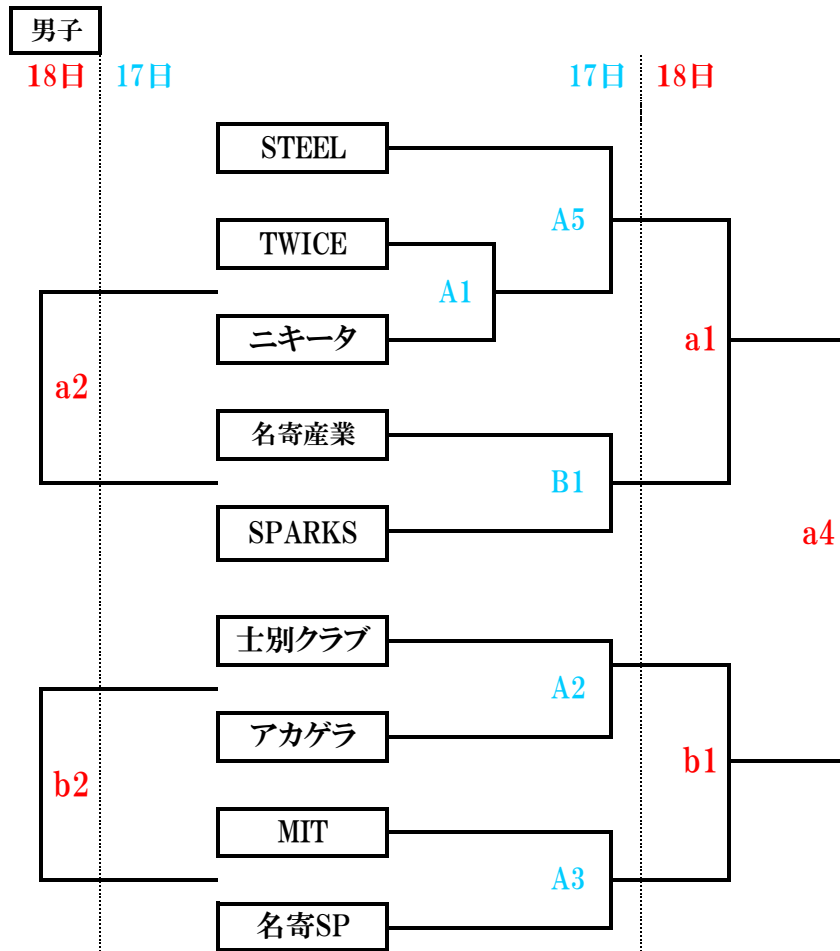 男子
18日 17日 17日 18日
STEEL
A5
TWICE
A1
ニキータ
a1
a2
名寄産業
B1
SPARKS
a4
士別クラブ
A2
アカゲラ
b1
b2
MIT
A3
名寄SP